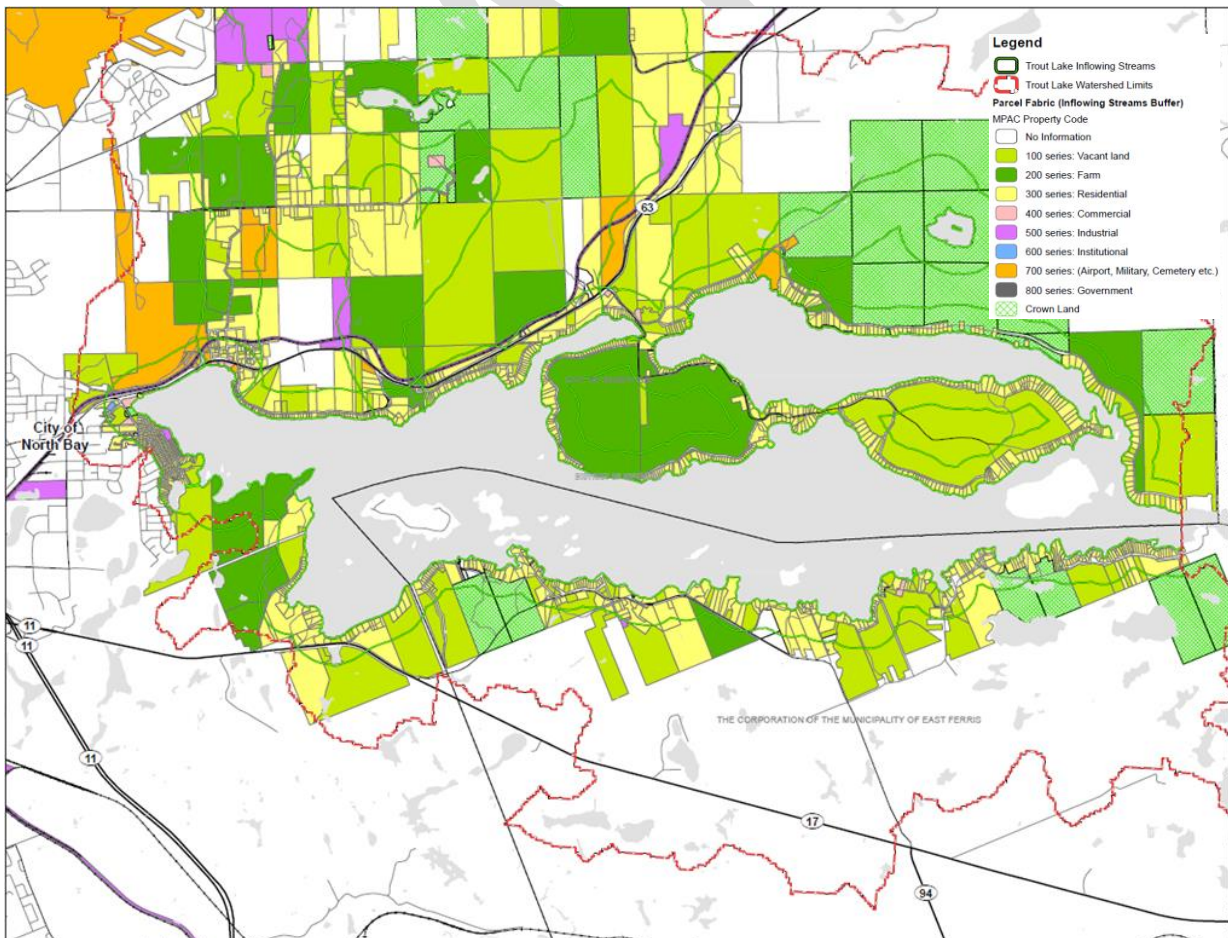 Legend
Trout Lake Inflowing Streams
Trout Lake Watershed Limits
Parcel Fabric (Inflowing Streams Buffer)
MPAC Property Code
No Information
100 series: Vacant land
200 series: Farm
300 series: Residential
400 series: Commercial
500 series: Industrial
600 series: Institutional
700 series: (Airport, Military, Cemetery etc.)
800 series: Government
Crown Land
63
City of
North Bay
11
11
THE CORPORATION OF THE MUNICIPALITY OF EAST FERRIS
11
17
94